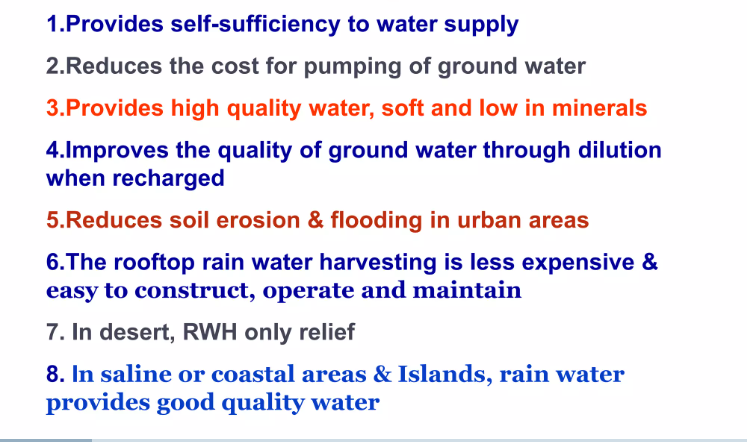 1.Provides self-sufficiency to water supply
2.Reduces the cost for pumping of ground water
3.Provides high quality water, soft and low in minerals
4.Improves the quality of ground water through dilution
when recharged
5.Reduces soil erosion & flooding in urban areas
6.The rooftop rain water harvesting is less expensive &
easy to construct, operate and maintain
7. In desert, RWH only relief
8. In saline or coastal areas & Islands, rain water
provides good quality water